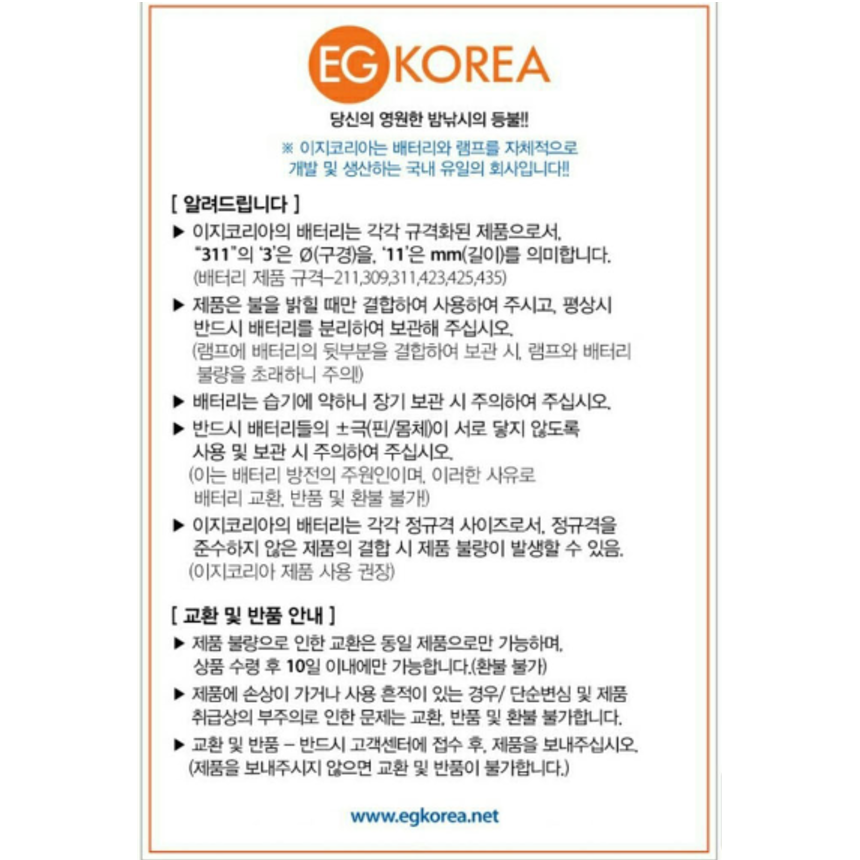 EG KOREA
당신의 영원한 밤낚시의 등불!!
※ 이지코리아는 배터리와 램프를 자체적으로
개발 및 생산하는 국내 유일의 회사입니다!!
[ 알려드립니다 ]
▶ 이지코리아의 배터리는 각각 규격화된 제품으로서,
"311"의 '3'은 Ø(구경)을, '11'은 mm(길이)를 의미합니다.
(배터리 제품 규격-211,309,311,423,425,435)
▶ 제품은 불을 밝힐 때만 결합하여 사용하여 주시고, 평상시
반드시 배터리를 분리하여 보관해 주십시오.
(램프에 배터리의 뒷부분을 결합하여 보관 시, 램프와 배터리
불량을 초래하니 주의!)
▶ 배터리는 습기에 약하니 장기 보관 시 주의하여 주십시오.
▶ 반드시 배터리들의 ±극(핀/몸체)이 서로 닿지 않도록
사용 및 보관 시 주의하여 주십시오.
(이는 배터리 방전의 주원인이며, 이러한 사유로
배터리 교환, 반품 및 환불 불가!)
▶ 이지코리아의 배터리는 각각 정규격 사이즈로서, 정규격을
준수하지 않은 제품의 결합 시 제품 불량이 발생할 수 있음.
(이지코리아 제품 사용 권장)
[ 교환 및 반품 안내 ]
▶ 제품 불량으로 인한 교환은 동일 제품으로만 가능하며,
상품 수령 후 10일 이내에만 가능합니다.(환불 불가)
▶ 제품에 손상이 가거나 사용 흔적이 있는 경우/ 단순변심 및 제품
취급상의 부주의로 인한 문제는 교환, 반품 및 환불 불가합니다.
▶ 교환 및 반품 - 반드시 고객센터에 접수 후, 제품을 보내주십시오.
(제품을 보내주시지 않으면 교환 및 반품이 불가합니다.)
www.egkorea.net